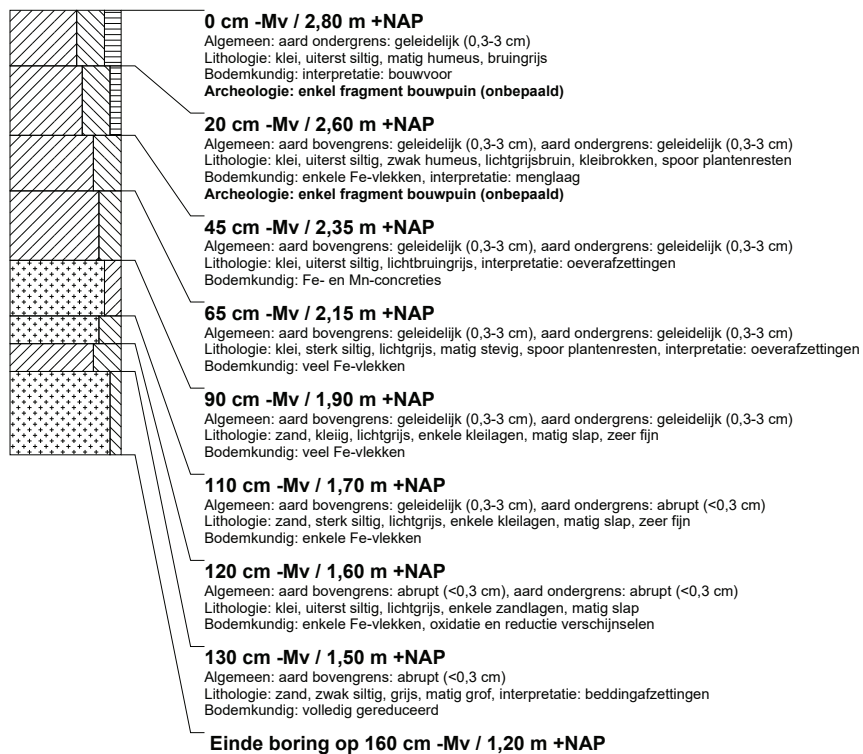 0 cm -Mv / 2,80 m +NAP
Algemeen: aard ondergrens: geleidelijk (0,3-3 cm)
Lithologie: klei, uiterst siltig, matig humeus, bruingrijs
Bodemkundig: interpretatie: bouwvoor
Archeologie: enkel fragment bouwpuin (onbepaald)
20 cm -Mv / 2,60 m +NAP
Algemeen: aard bovengrens: geleidelijk (0,3-3 cm), aard ondergrens: geleidelijk (0,3-3 cm)
Lithologie: klei, uiterst siltig, zwak humeus, lichtgrijsbruin, kleibrokken, spoor plantenresten
Bodemkundig: enkele Fe-vlekken, interpretatie: menglaag
Archeologie: enkel fragment bouwpuin (onbepaald)
45 cm -Mv / 2,35 m +NAP
Algemeen: aard bovengrens: geleidelijk (0,3-3 cm), aard ondergrens: geleidelijk (0,3-3 cm)
Lithologie: klei, uiterst siltig, lichtbruingrijs, interpretatie: oeverafzettingen
Bodemkundig: Fe- en Mn-concreties
65 cm -Mv / 2,15 m +NAP
Algemeen: aard bovengrens: geleidelijk (0,3-3 cm), aard ondergrens: geleidelijk (0,3-3 cm)
Lithologie: klei, sterk siltig, lichtgrijs, matig stevig, spoor plantenresten, interpretatie: oeverafzettingen
Bodemkundig: veel Fe-vlekken
90 cm -Mv / 1,90 m +NAP
Algemeen: aard bovengrens: geleidelijk (0,3-3 cm), aard ondergrens: geleidelijk (0,3-3 cm)
Lithologie: zand, kleiig, lichtgrijs, enkele kleilagen, matig slap, zeer fijn
Bodemkundig: veel Fe-vlekken
110 cm -Mv / 1,70 m +NAP
Algemeen: aard bovengrens: geleidelijk (0,3-3 cm), aard ondergrens: abrupt (<0,3 cm)
Lithologie: zand, sterk siltig, lichtgrijs, enkele kleilagen, matig slap, zeer fijn
Bodemkundig: enkele Fe-vlekken
120 cm -Mv / 1,60 m +NAP
Algemeen: aard bovengrens: abrupt (<0,3 cm), aard ondergrens: abrupt (<0,3 cm)
Lithologie: klei, uiterst siltig, lichtgrijs, enkele zandlagen, matig slap
Bodemkundig: enkele Fe-vlekken, oxidatie en reductie verschijnselen
130 cm -Mv / 1,50 m +NAP
Algemeen: aard bovengrens: abrupt (<0,3 cm)
Lithologie: zand, zwak siltig, grijs, matig grof, interpretatie: beddingafzettingen
Bodemkundig: volledig gereduceerd
Einde boring op 160 cm -Mv / 1,20 m +NAP